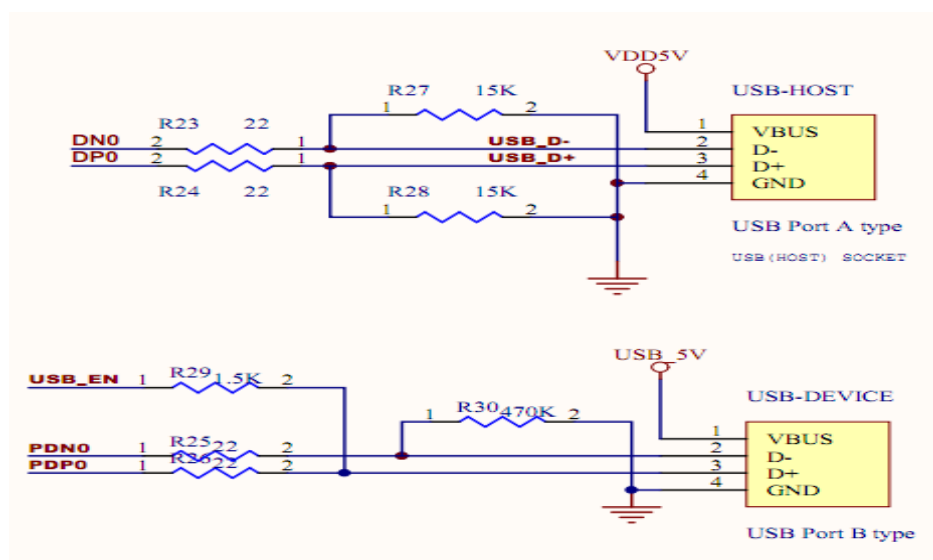 VDD5V
R27 15K
USB-HOST
1 2
1 VBUS
R23 22
DN0 2 1 USB_D- 2 D-
DP0 2 1 USB_D+ 3 D+
4 GND
R24 22
R28 15K
1 2
USB Port A type
USB(HOST) SOCKET
USB_5V
R29 1.5K
USB_EN 1 2
USB-DEVICE
R30 470K
1 2
1 VBUS
R25 22
PDN0 1 2 2 D-
R26 22
PDP0 1 2 3 D+
4 GND
USB Port B type